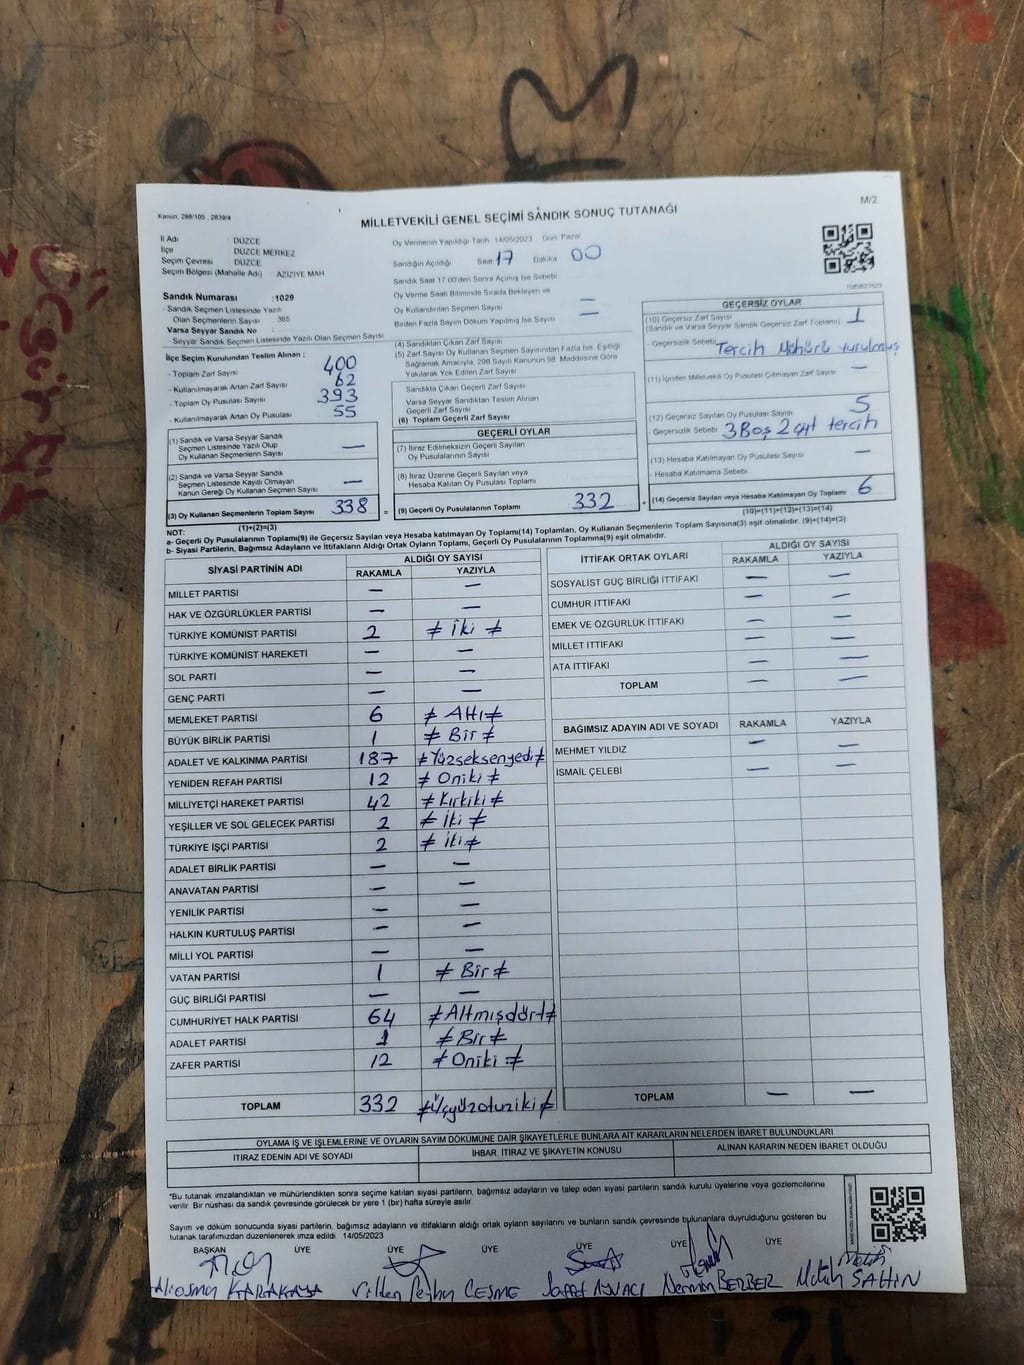 M/2
Kanun, 298/105 , 2839/4
MİLLETVEKİLİ GENEL SEÇİMİ SANDIK SONUÇ TUTANAĞI
İl Adı : DÜZCE
İlçe : DÜZCE MERKEZ
Seçim Çevresi : DÜZCE
Seçim Bölgesi (Mahalle Adı) : AZİZİYE MAH
Sandık Numarası : 1029
- Sandık Seçmen Listesinde Yazılı
Olan Seçmenlerin Sayısı 365
Varsa Seyyar Sandık No :
- Seyyar Sandık Seçmen Listesinde Yazılı Olan Seçmen Sayısı
İlçe Seçim Kurulundan Teslim Alınan ;
- Toplam Zarf Sayısı 400
- Kullanılmayarak Artan Zarf Sayısı 62
- Toplam Oy Pusulası Sayısı 393
- Kullanılmayarak Artan Oy Pusulası 55
(1) Sandık ve Varsa Seyyar Sandık
Seçmen Listesinde Yazılı Olup
Oy Kullanan Seçmenlerin Sayısı —
(2) Sandık ve Varsa Seyyar Sandık
Seçmen Listesinde Kayıtlı Olmayan
Kanun Gereği Oy Kullanan Seçmen Sayısı —
(3) Oy Kullanan Seçmenlerin Toplam Sayısı 338 =
(1)+(2)=(3)
Oy Vermenin Yapıldığı Tarih 14/05/2023 Gün Pazar
Sandığın Açıldığı Saat 17 Dakika 00
Sandık Saat 17.00'den Sonra Açılmış İse Sebebi
Oy Verme Saati Bitiminde Sırada Bekleyen ve
Oy Kullandırılan Seçmen Sayısı —
Birden Fazla Sayım Döküm Yapılmış İse Sayısı —
(4) Sandıktan Çıkan Zarf Sayısı
(5) Zarf Sayısı Oy Kullanan Seçmen Sayısından Fazla İse, Eşitliği
Sağlamak Amacıyla, 298 Sayılı Kanunun 98. Maddesine Göre
Yakılarak Yok Edilen Zarf Sayısı
Sandıkta Çıkan Geçerli Zarf Sayısı
Varsa Seyyar Sandıktan Teslim Alınan
Geçerli Zarf Sayısı
(6) Toplam Geçerli Zarf Sayısı
GEÇERLİ OYLAR
(7) İtiraz Edilmeksizin Geçerli Sayılan
Oy Pusulalarının Sayısı
(8) İtiraz Üzerine Geçerli Sayılan veya
Hesaba Katılan Oy Pusulası Toplamı
(9) Geçerli Oy Pusulalarının Toplamı 332 +
GEÇERSİZ OYLAR
(10) Geçersiz Zarf Sayısı 1
(Sandık ve Varsa Seyyar Sandık Geçersiz Zarf Toplamı)
- Geçersizlik Sebebi Tercih Mühürü vurulmuş
(11) İçinden Milletvekili Oy Pusulası Çıkmayan Zarf Sayısı —
(12) Geçersiz Sayılan Oy Pusulası Sayısı 5
- Geçersizlik Sebebi 3 Boş 2 çift tercih
(13) Hesaba Katılmayan Oy Pusulası Sayısı —
- Hesaba Katılmama Sebebi
(14) Geçersiz Sayılan veya Hesaba Katılmayan Oy Toplamı 6
(10)+(11)+(12)+(13)=(14)
NOT:
a- Geçerli Oy Pusulalarının Toplamı(9) ile Geçersiz Sayılan veya Hesaba katılmayan Oy Toplamı(14) Toplamları, Oy Kullanan Seçmenlerin Toplam Sayısına(3) eşit olmalıdır. (9)+(14)=(3)
b- Siyasi Partilerin, Bağımsız Adayların ve İttifakların Aldığı Ortak Oyların Toplamı, Geçerli Oy Pusulalarının Toplamına(9) eşit olmalıdır.
SİYASİ PARTİNİN ADI ALDIĞI OY SAYISI
RAKAMLA YAZIYLA
MİLLET PARTİSİ — —
HAK VE ÖZGÜRLÜKLER PARTİSİ — —
TÜRKİYE KOMÜNİST PARTİSİ 2 ≠ İki ≠
TÜRKİYE KOMÜNİST HAREKETİ — —
SOL PARTİ — —
GENÇ PARTİ — —
MEMLEKET PARTİSİ 6 ≠ Altı ≠
BÜYÜK BİRLİK PARTİSİ 1 ≠ Bir ≠
ADALET VE KALKINMA PARTİSİ 187 ≠ Yüzseksenyedi ≠
YENİDEN REFAH PARTİSİ 12 ≠ Oniki ≠
MİLLİYETÇİ HAREKET PARTİSİ 42 ≠ Kırkiki ≠
YEŞİLLER VE SOL GELECEK PARTİSİ 2 ≠ İki ≠
TÜRKİYE İŞÇİ PARTİSİ 2 ≠ İki ≠
ADALET BİRLİK PARTİSİ — —
ANAVATAN PARTİSİ — —
YENİLİK PARTİSİ — —
HALKIN KURTULUŞ PARTİSİ — —
MİLLİ YOL PARTİSİ — —
VATAN PARTİSİ 1 ≠ Bir ≠
GÜÇ BİRLİĞİ PARTİSİ — —
CUMHURİYET HALK PARTİSİ 64 ≠ Altmışdört ≠
ADALET PARTİSİ 1 ≠ Bir ≠
ZAFER PARTİSİ 12 ≠ Oniki ≠
TOPLAM 332 ≠ Üçyüzotuziki ≠
İTTİFAK ORTAK OYLARI ALDIĞI OY SAYISI
RAKAMLA YAZIYLA
SOSYALİST GÜÇ BİRLİĞİ İTTİFAKI — —
CUMHUR İTTİFAKI — —
EMEK VE ÖZGÜRLÜK İTTİFAKI — —
MİLLET İTTİFAKI — —
ATA İTTİFAKI — —
TOPLAM — —
BAĞIMSIZ ADAYIN ADI VE SOYADI RAKAMLA YAZIYLA
MEHMET YILDIZ — —
İSMAİL ÇELEBİ — —
TOPLAM — —
OYLAMA İŞ VE İŞLEMLERİNE VE OYLARIN SAYIM DÖKÜMÜNE DAİR ŞİKAYETLERLE BUNLARA AİT KARARLARIN NELERDEN İBARET BULUNDUKLARI
İTİRAZ EDENİN ADI VE SOYADI İHBAR, İTİRAZ VE ŞİKAYETİN KONUSU ALINAN KARARIN NEDEN İBARET OLDUĞU
*Bu tutanak imzalandıktan ve mühürlendikten sonra seçime katılan siyasi partilerin, bağımsız adayların ve talep eden siyasi partilerin sandık kurulu üyelerine veya gözlemcilerine
verilir. Bir nüshası da sandık çevresinde görülecek bir yere 1 (bir) hafta süreyle asılır.
Sayım ve döküm sonucunda siyasi partilerin, bağımsız adayların ve ittifakların aldığı ortak oyların sayılarını ve bunların sandık çevresinde bulunanlara duyrulduğunu gösteren bu
tutanak tarafımızdan düzenlenerek imza edildi. 14/05/2023
BAŞKAN ÜYE ÜYE ÜYE ÜYE ÜYE ÜYE
Aliosman KARAKAYA Vildan Peyhun ÇEŞME Saffet AYVACI Nermin BERBER Melih ŞAHİN